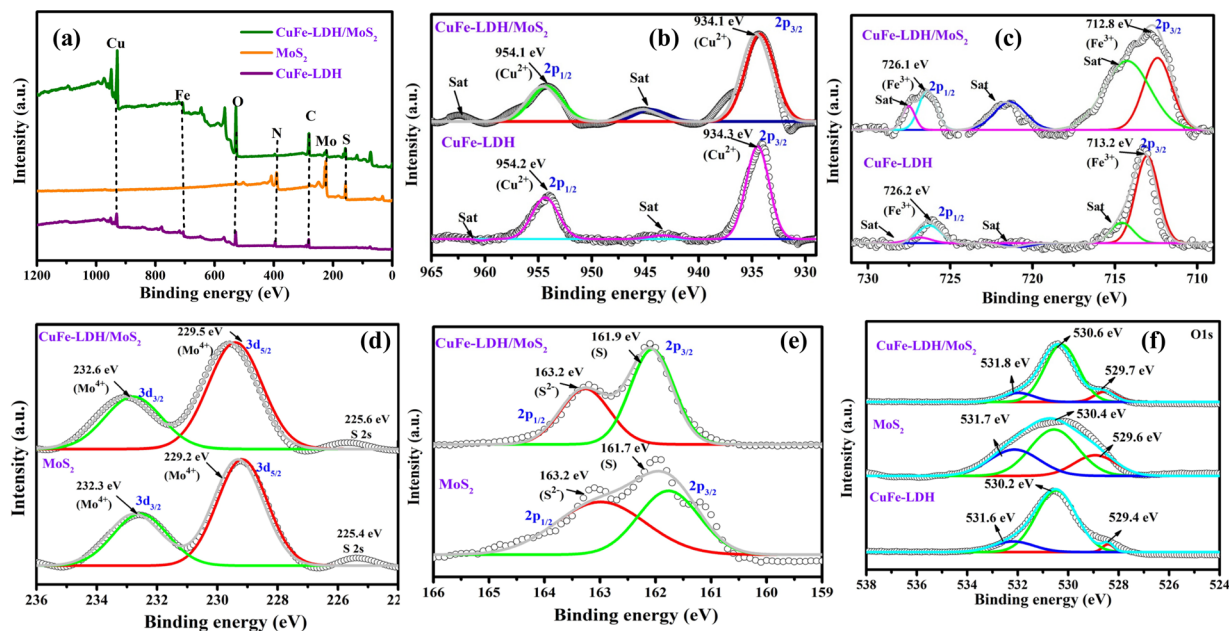 (a)
CuFe-LDH/MoS₂
MoS₂
CuFe-LDH
Cu
Fe
O
N
C
Mo
S
Intensity (a.u.)
1200 1000 800 600 400 200 0
Binding energy (eV)
(b)
CuFe-LDH/MoS₂
934.1 eV
(Cu²⁺)
2p₃/₂
954.1 eV
(Cu²⁺)
2p₁/₂
Sat
Sat
CuFe-LDH
934.3 eV
(Cu²⁺)
2p₃/₂
954.2 eV
(Cu²⁺)
2p₁/₂
Sat
Sat
Intensity (a.u.)
965 960 955 950 945 940 935 930
Binding energy (eV)
(c)
CuFe-LDH/MoS₂
712.8 eV
(Fe³⁺)
2p₃/₂
Sat
726.1 eV
(Fe³⁺)
2p₁/₂
Sat
Sat
CuFe-LDH
713.2 eV
(Fe³⁺)
2p₃/₂
Sat
726.2 eV
(Fe³⁺)
2p₁/₂
Sat
Sat
Intensity (a.u.)
730 725 720 715 710
Binding energy (eV)
(d)
CuFe-LDH/MoS₂
229.5 eV
(Mo⁴⁺)
3d₅/₂
232.6 eV
(Mo⁴⁺)
3d₃/₂
225.6 eV
S 2s
MoS₂
229.2 eV
(Mo⁴⁺)
3d₅/₂
232.3 eV
(Mo⁴⁺)
3d₃/₂
225.4 eV
S 2s
Intensity (a.u.)
236 234 232 230 228 226 22
Binding energy (eV)
(e)
CuFe-LDH/MoS₂
161.9 eV
(S)
2p₃/₂
163.2 eV
(S²⁻)
2p₁/₂
MoS₂
161.7 eV
(S)
2p₃/₂
163.2 eV
(S²⁻)
2p₁/₂
Intensity (a.u.)
166 165 164 163 162 161 160 159
Binding energy (eV)
(f)
O1s
CuFe-LDH/MoS₂
530.6 eV
531.8 eV
529.7 eV
MoS₂
530.4 eV
531.7 eV
529.6 eV
CuFe-LDH
530.2 eV
531.6 eV
529.4 eV
Intensity (a.u.)
538 536 534 532 530 528 526 524
Binding energy (eV)